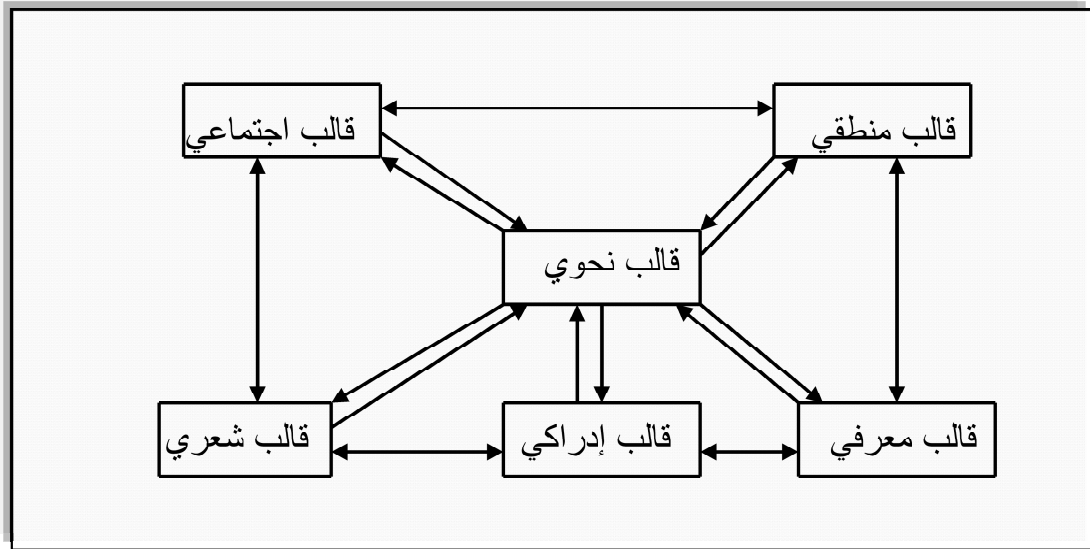 قالب منطقي
قالب اجتماعي
قالب نحوي
قالب معرفي
قالب إدراكي
قالب شعري